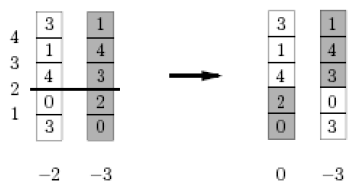 3 1 3 1
4
1 4 1 4
3
4 3 4 3
2
0 2 2 0
1
3 0 0 3
−2 −3 0 −3